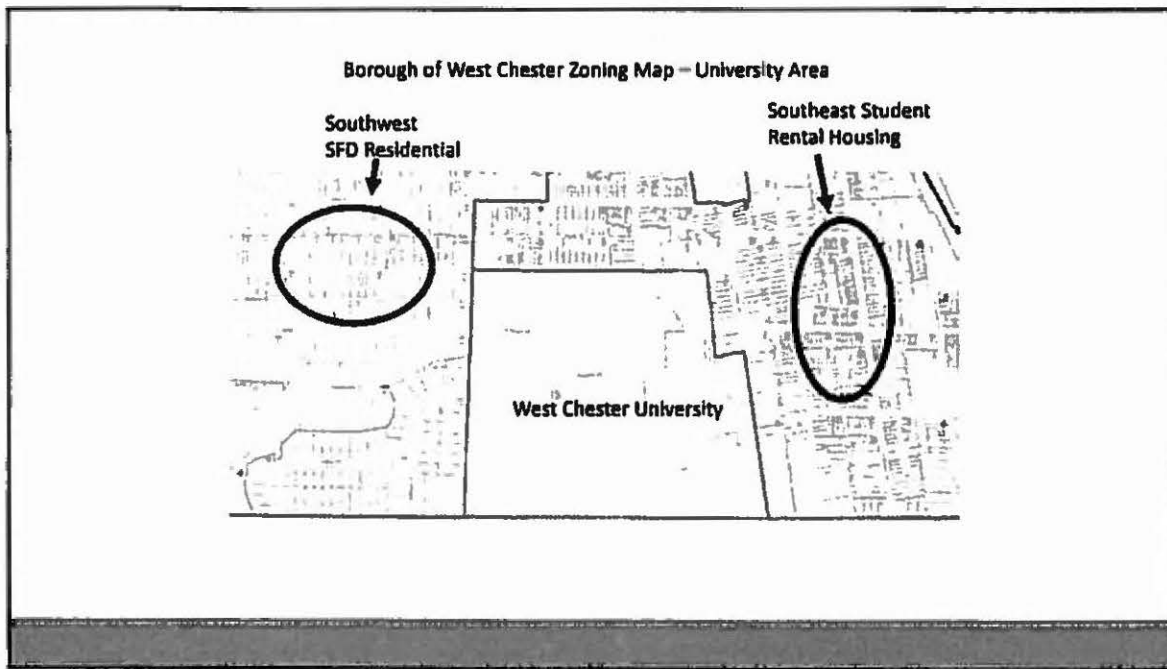 Borough of West Chester Zoning Map – University Area
Southwest
SFD Residential
Southeast Student
Rental Housing
West Chester University